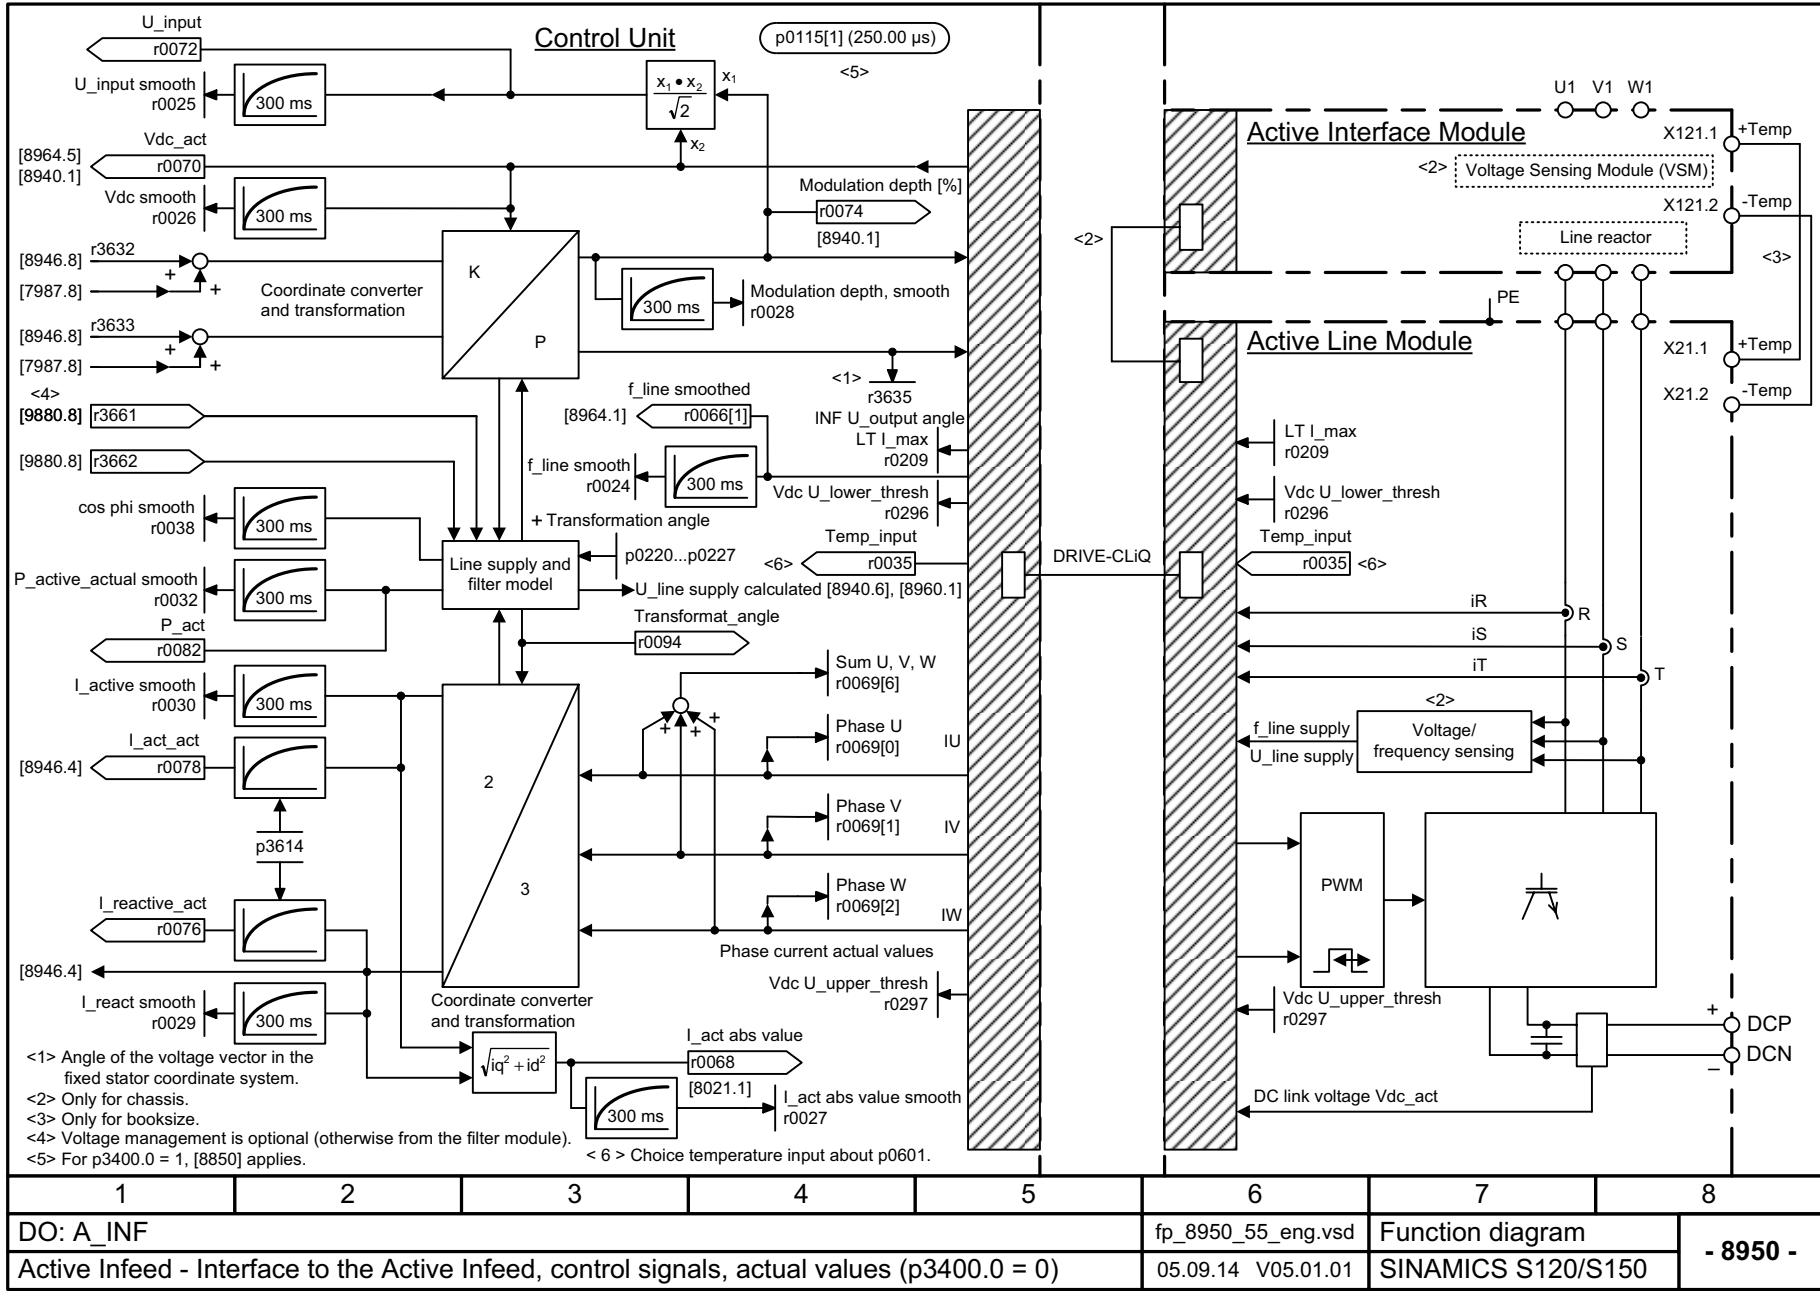 Control Unit
p0115[1] (250.00 µs)
<5>
U_input
r0072
U_input smooth
r0025
300 ms
x₁ • x₂
√2
x₁
x₂
Vdc_act
[8964.5]
[8940.1]
r0070
Vdc smooth
r0026
300 ms
Modulation depth [%]
r0074
[8940.1]
[8946.8]
r3632
+
[7987.8]
+
Coordinate converter
and transformation
K
P
300 ms
Modulation depth, smooth
r0028
[8946.8]
r3633
+
[7987.8]
+
<4>
[9880.8]
r3661
[9880.8]
r3662
<1>
r3635
INF U_output angle
f_line smoothed
[8964.1]
r0066[1]
LT I_max
r0209
f_line smooth
r0024
300 ms
Vdc U_lower_thresh
r0296
cos phi smooth
r0038
300 ms
+ Transformation angle
Line supply and
filter model
p0220...p0227
Temp_input
<6>
r0035
U_line supply calculated [8940.6], [8960.1]
P_active_actual smooth
r0032
300 ms
P_act
r0082
Transformat_angle
r0094
I_active smooth
r0030
300 ms
I_act_act
[8946.4]
r0078
p3614
2
3
Sum U, V, W
r0069[6]
+
+
+
Phase U
r0069[0]
IU
Phase V
r0069[1]
IV
Phase W
r0069[2]
IW
Phase current actual values
I_reactive_act
r0076
[8946.4]
I_react smooth
r0029
300 ms
Coordinate converter
and transformation
Vdc U_upper_thresh
r0297
√iq² + id²
I_act abs value
r0068
[8021.1]
300 ms
I_act abs value smooth
r0027
<1> Angle of the voltage vector in the
fixed stator coordinate system.
<2> Only for chassis.
<3> Only for booksize.
<4> Voltage management is optional (otherwise from the filter module).
<5> For p3400.0 = 1, [8850] applies.
< 6 > Choice temperature input about p0601.
DRIVE-CLiQ
<2>
U1 V1 W1
Active Interface Module
<2>
Voltage Sensing Module (VSM)
Line reactor
X121.1
+Temp
X121.2
-Temp
<3>
PE
Active Line Module
X21.1
+Temp
X21.2
-Temp
LT I_max
r0209
Vdc U_lower_thresh
r0296
Temp_input
r0035
<6>
iR
R
iS
S
iT
T
<2>
f_line supply
U_line supply
Voltage/
frequency sensing
PWM
Vdc U_upper_thresh
r0297
+
DCP
DCN
–
DC link voltage Vdc_act
1 2 3 4 5 6 7 8
DO: A_INF
fp_8950_55_eng.vsd
Function diagram
- 8950 -
Active Infeed - Interface to the Active Infeed, control signals, actual values (p3400.0 = 0)
05.09.14 V05.01.01
SINAMICS S120/S150